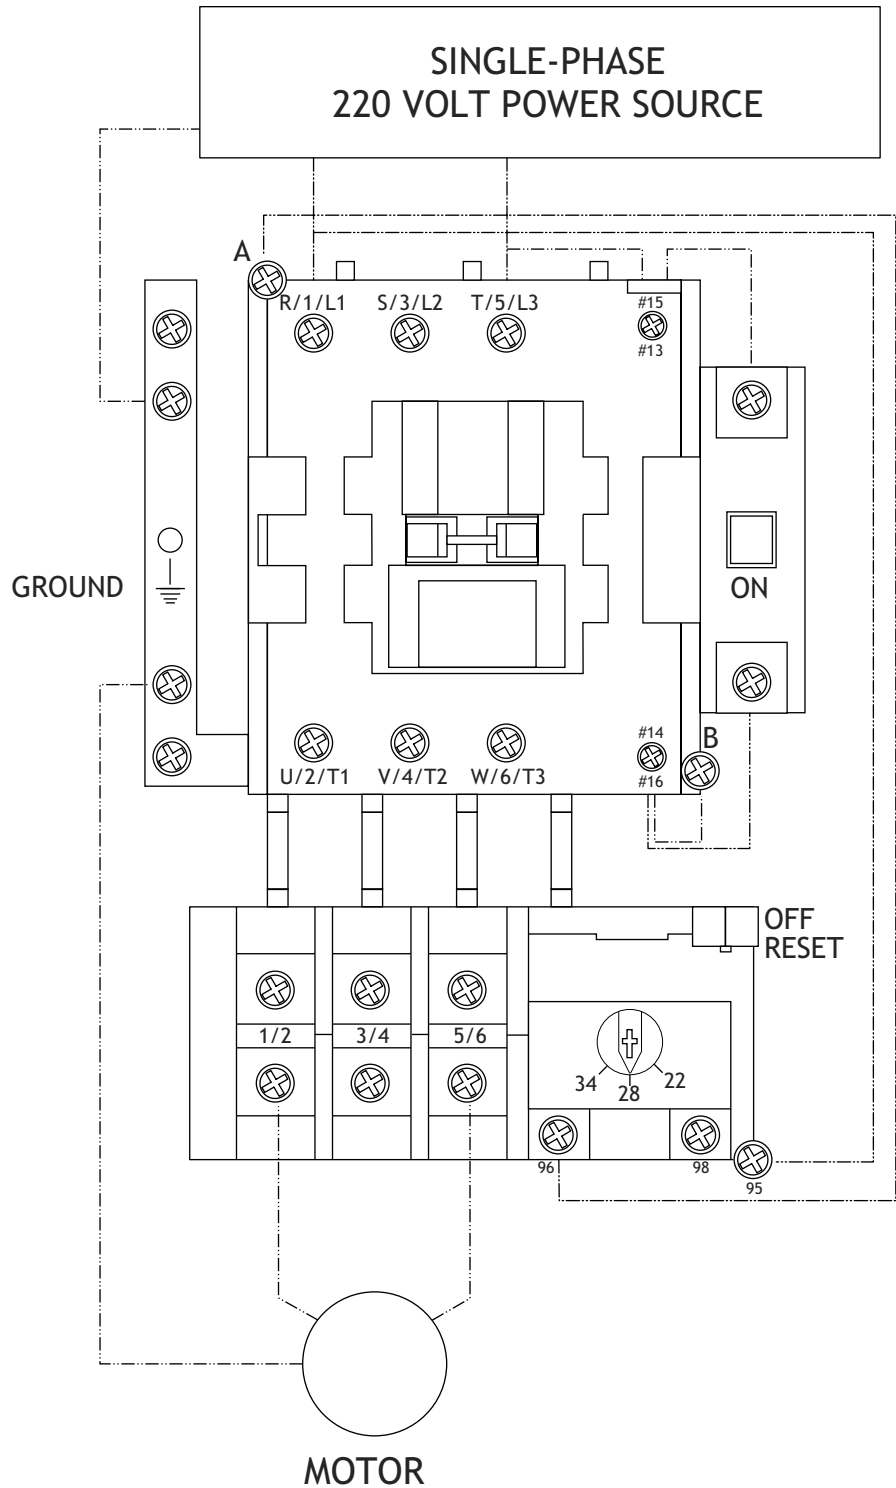 SINGLE-PHASE
220 VOLT POWER SOURCE
A
R/1/L1 S/3/L2 T/5/L3
#15
#13
GROUND
ON
#14
B
U/2/T1 V/4/T2 W/6/T3
#16
OFF
RESET
1/2 3/4 5/6
34 28 22
96 98 95
MOTOR